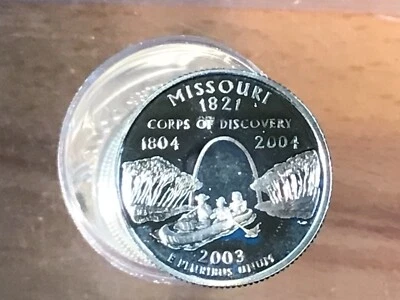 MISSOURI
1821
CORPS OF DISCOVERY
1804 2004
2003
E PLURIBUS UNUM